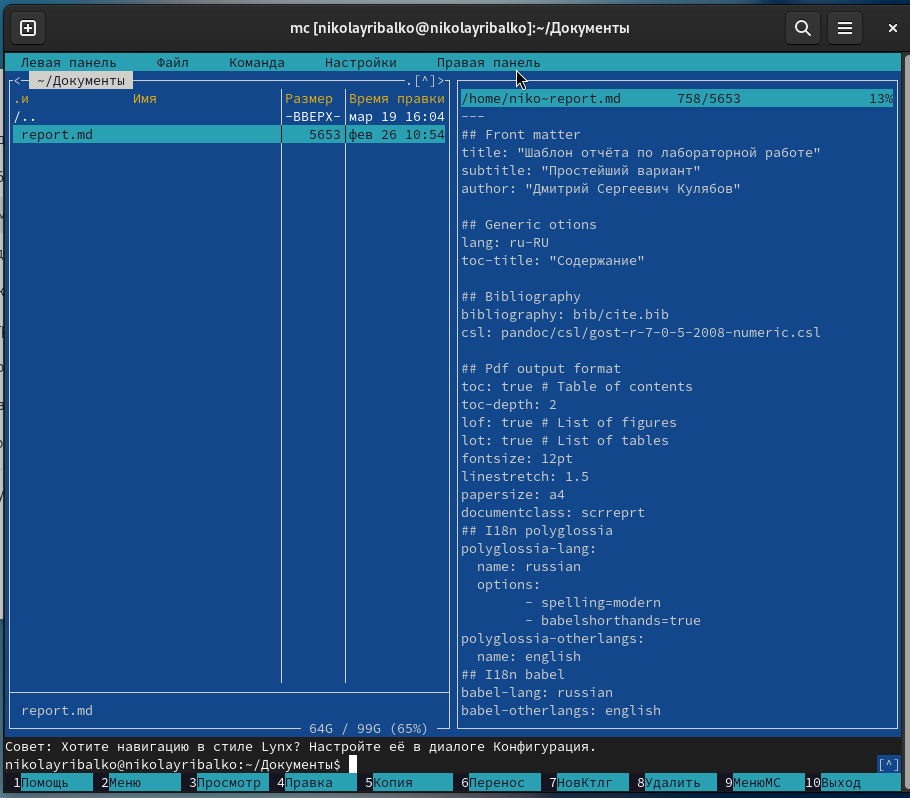 mc [nikolayribalko@nikolayribalko]:~/Документы
Левая панель Файл Команда Настройки Правая панель
<─ ~/Документы .[^]>
.и Имя Размер Время правки
/.. -ВВЕРХ- мар 19 16:04
report.md 5653 фев 26 10:54
report.md
64G / 99G (65%)
/home/niko~report.md 758/5653 13%
---
## Front matter
title: "Шаблон отчёта по лабораторной работе"
subtitle: "Простейший вариант"
author: "Дмитрий Сергеевич Кулябов"
## Generic otions
lang: ru-RU
toc-title: "Содержание"
## Bibliography
bibliography: bib/cite.bib
csl: pandoc/csl/gost-r-7-0-5-2008-numeric.csl
## Pdf output format
toc: true # Table of contents
toc-depth: 2
lof: true # List of figures
lot: true # List of tables
fontsize: 12pt
linestretch: 1.5
papersize: a4
documentclass: scrreprt
## I18n polyglossia
polyglossia-lang:
name: russian
options:
- spelling=modern
- babelshorthands=true
polyglossia-otherlangs:
name: english
## I18n babel
babel-lang: russian
babel-otherlangs: english
Совет: Хотите навигацию в стиле Lynx? Настройте её в диалоге Конфигурация.
nikolayribalko@nikolayribalko:~/Документы$ [^]
1Помощь 2Меню 3Просмотр 4Правка 5Копия 6Перенос 7НовКтлг 8Удалить 9МенюМС 10Выход